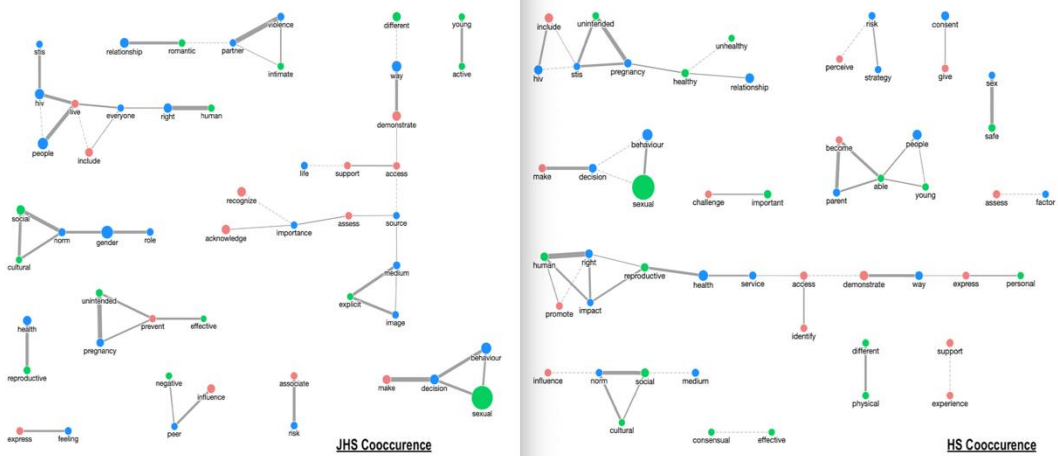 violence
different
young
stis
relationship
romantic
partner
intimate
active
way
hiv
live
everyone
right
human
demonstrate
people
include
life
support
access
recognize
social
acknowledge
importance
assess
source
norm
gender
role
cultural
medium
unintended
explicit
image
health
prevent
effective
pregnancy
behaviour
reproductive
negative
influence
associate
make
decision
sexual
express
feeling
peer
risk
JHS Cooccurence
include
unintended
unhealthy
risk
consent
hiv
stis
pregnancy
healthy
relationship
perceive
strategy
give
sex
safe
behaviour
become
people
make
decision
sexual
challenge
important
parent
able
young
assess
factor
human
right
reproductive
health
service
access
demonstrate
way
express
personal
promote
impact
identify
different
support
influence
norm
social
medium
physical
experience
cultural
consensual
effective
HS Cooccurence